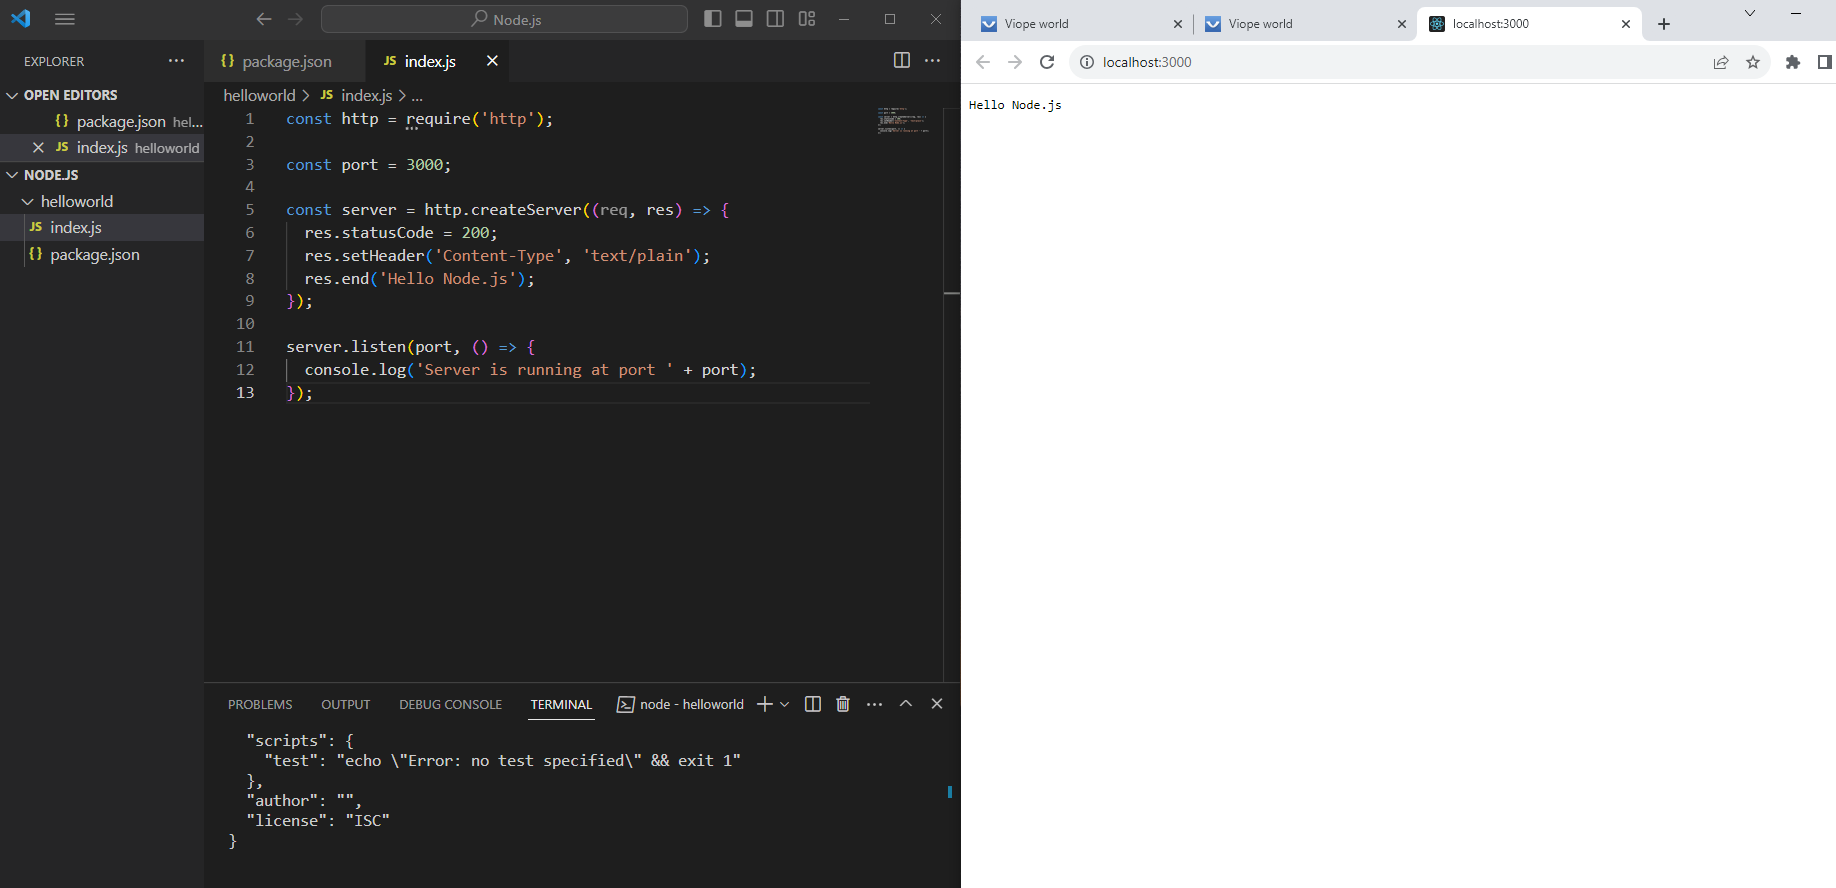 Node.js
EXPLORER
OPEN EDITORS
{} package.json hel...
JS index.js helloworld
NODE.JS
helloworld
JS index.js
{} package.json
{} package.json
JS index.js
helloworld > JS index.js > ...
1 const http = require('http');
2
3 const port = 3000;
4
5 const server = http.createServer((req, res) => {
6 res.statusCode = 200;
7 res.setHeader('Content-Type', 'text/plain');
8 res.end('Hello Node.js');
9 });
10
11 server.listen(port, () => {
12 console.log('Server is running at port ' + port);
13 });
PROBLEMS OUTPUT DEBUG CONSOLE TERMINAL node - helloworld
"scripts": {
"test": "echo \"Error: no test specified\" && exit 1"
},
"author": "",
"license": "ISC"
}
Viope world
Viope world
localhost:3000
localhost:3000
Hello Node.js